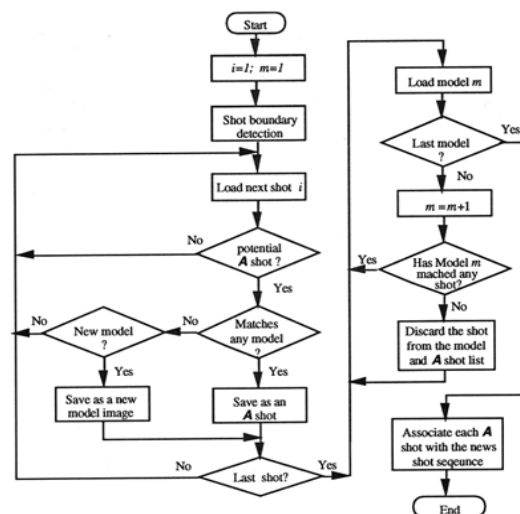 Start
i=1; m=1
Shot boundary
detection
Load next shot i
No
potential
A shot ?
Yes
No
New model
?
No
Matches
any model
?
Yes
Yes
Save as a new
model image
Save as an
A shot
No
Last shot?
Yes
Load model m
Last model
?
Yes
No
m =m+1
Yes
Has Model m
mached any
shot?
No
Discard the shot
from the model
and A shot list
Associate each A
shot with the news
shot seqeunce
End